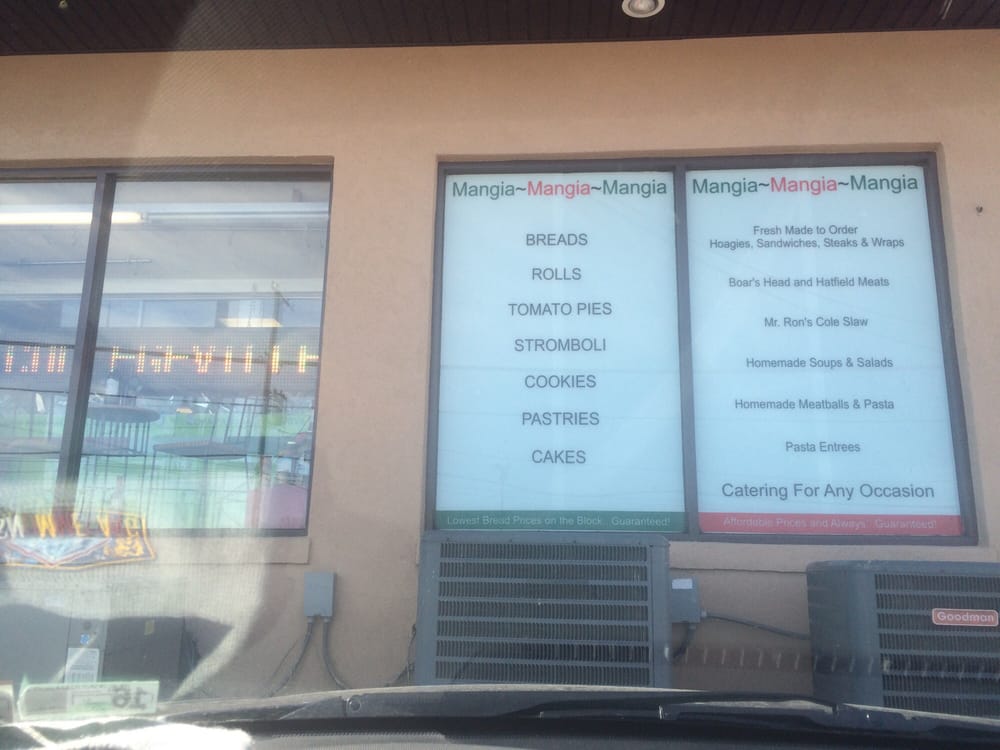 Mangia~Mangia~Mangia
BREADS
ROLLS
TOMATO PIES
STROMBOLI
COOKIES
PASTRIES
CAKES
Lowest Bread Prices on the Block. Guaranteed!
Mangia~Mangia~Mangia
Fresh Made to Order
Hoagies, Sandwiches, Steaks & Wraps
Boar's Head and Hatfield Meats
Mr. Ron's Cole Slaw
Homemade Soups & Salads
Homemade Meatballs & Pasta
Pasta Entrees
Catering For Any Occasion
Affordable Prices and Always. Guaranteed!
Goodman
16